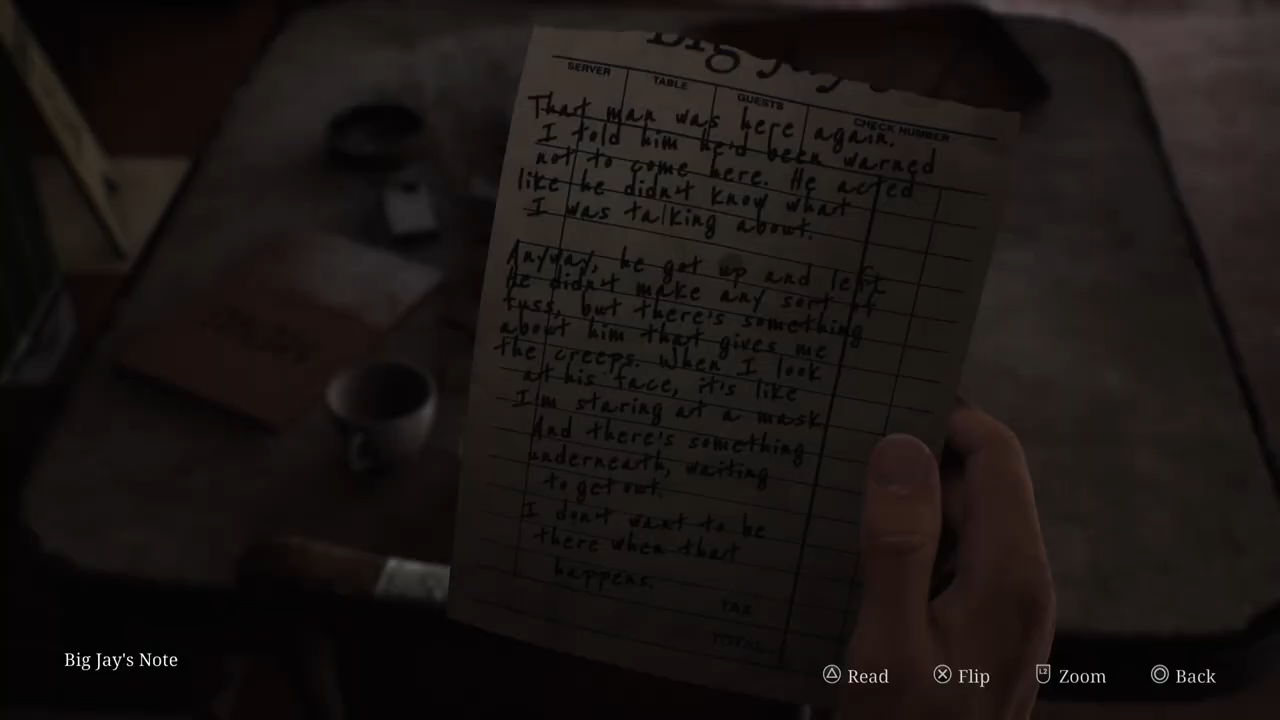 Big Jay's
SERVER TABLE GUESTS CHECK NUMBER
That man was here again.
I told him he'd been warned
not to come here. He acted
like he didn't know what
I was talking about.
Anyway, he got up and left
he didn't make any sort of
fuss, but there's something
about him that gives me
the creeps. When I look
at his face, it's like
I'm staring at a mask.
And there's something
underneath, waiting
to get out.
I don't want to be
there when that
happens.
TAX
TOTAL
Big Jay's Note
Read Flip L2 Zoom Back